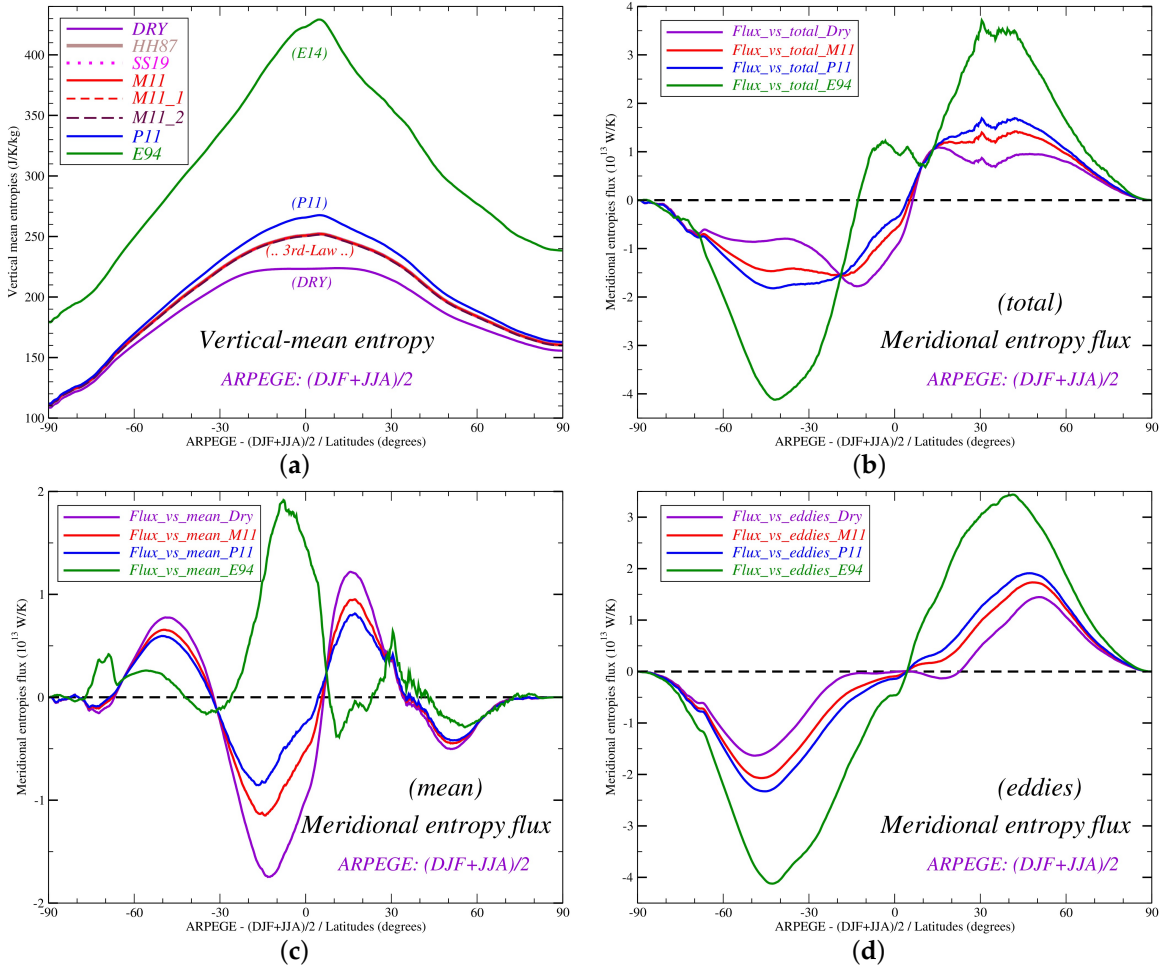 DRY
HH87
SS19
M11
M11_1
M11_2
P11
E94
(E14)
(P11)
(.. 3rd-Law ..)
(DRY)
Vertical-mean entropy
ARPEGE: (DJF+JJA)/2
Vertical mean entropies (J/K/kg)
100
150
200
250
300
350
400
-90
-60
-30
0
30
60
90
ARPEGE - (DJF+JJA)/2 / Latitudes (degrees)
(a)
Flux_vs_total_Dry
Flux_vs_total_M11
Flux_vs_total_P11
Flux_vs_total_E94
(total)
Meridional entropy flux
ARPEGE: (DJF+JJA)/2
Meridional entropies flux (10^13 W/K)
4
3
2
1
0
-1
-2
-3
-4
-90
-60
-30
0
30
60
90
ARPEGE - (DJF+JJA)/2 / Latitudes (degrees)
(b)
Flux_vs_mean_Dry
Flux_vs_mean_M11
Flux_vs_mean_P11
Flux_vs_mean_E94
(mean)
Meridional entropy flux
ARPEGE: (DJF+JJA)/2
Meridional entropies flux (10^13 W/K)
2
1
0
-1
-2
-90
-60
-30
0
30
60
90
ARPEGE - (DJF+JJA)/2 / Latitudes (degrees)
(c)
Flux_vs_eddies_Dry
Flux_vs_eddies_M11
Flux_vs_eddies_P11
Flux_vs_eddies_E94
(eddies)
Meridional entropy flux
ARPEGE: (DJF+JJA)/2
Meridional entropies flux (10^13 W/K)
3
2
1
0
-1
-2
-3
-4
-90
-60
-30
0
30
60
90
ARPEGE - (DJF+JJA)/2 / Latitudes (degrees)
(d)